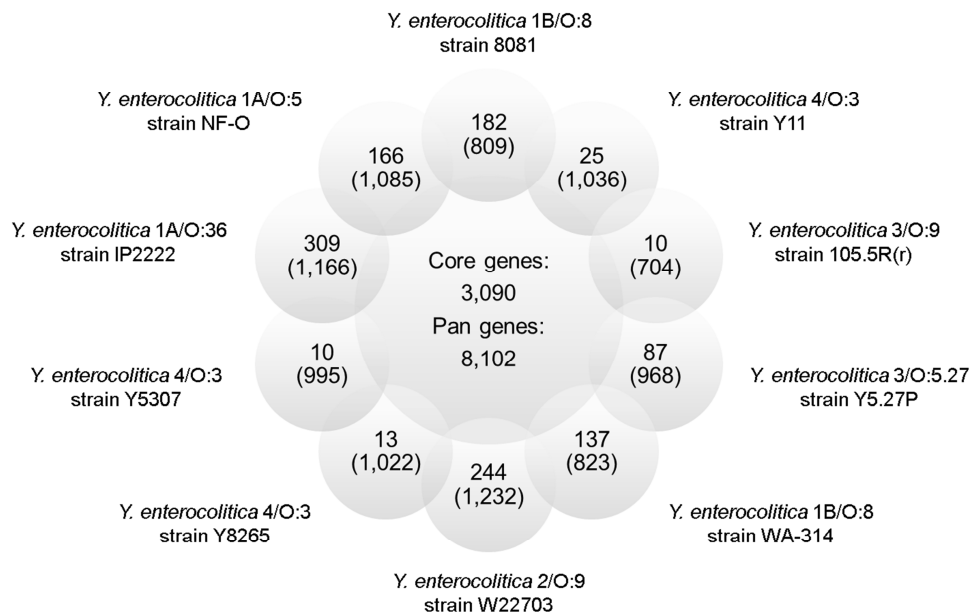 Y. enterocolitica 1B/O:8
strain 8081
Y. enterocolitica 1A/O:5
strain NF-O
Y. enterocolitica 4/O:3
strain Y11
182
(809)
166
(1,085)
25
(1,036)
Y. enterocolitica 1A/O:36
strain IP2222
309
(1,166)
Core genes:
3,090
Pan genes:
8,102
10
(704)
Y. enterocolitica 3/O:9
strain 105.5R(r)
Y. enterocolitica 4/O:3
strain Y5307
10
(995)
87
(968)
Y. enterocolitica 3/O:5.27
strain Y5.27P
13
(1,022)
244
(1,232)
137
(823)
Y. enterocolitica 4/O:3
strain Y8265
Y. enterocolitica 1B/O:8
strain WA-314
Y. enterocolitica 2/O:9
strain W22703